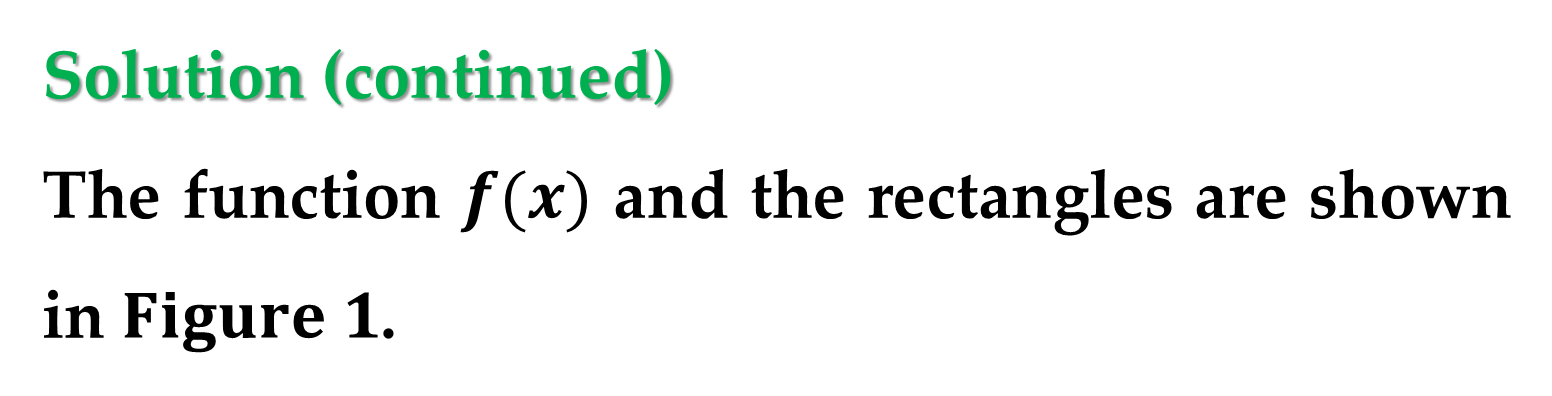 Solution (continued)
The function f(x) and the rectangles are shown
in Figure 1.